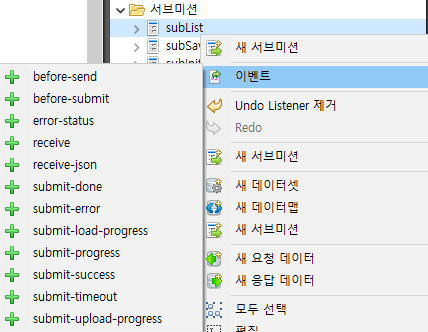 서브미션
subList
subSa
새 서브미션
이벤트
Undo Listener 제거
Redo
새 서브미션
새 데이터셋
새 데이터맵
새 서브미션
새 요청 데이터
새 응답 데이터
모두 선택
편집
before-send
before-submit
error-status
receive
receive-json
submit-done
submit-error
submit-load-progress
submit-progress
submit-success
submit-timeout
submit-upload-progress